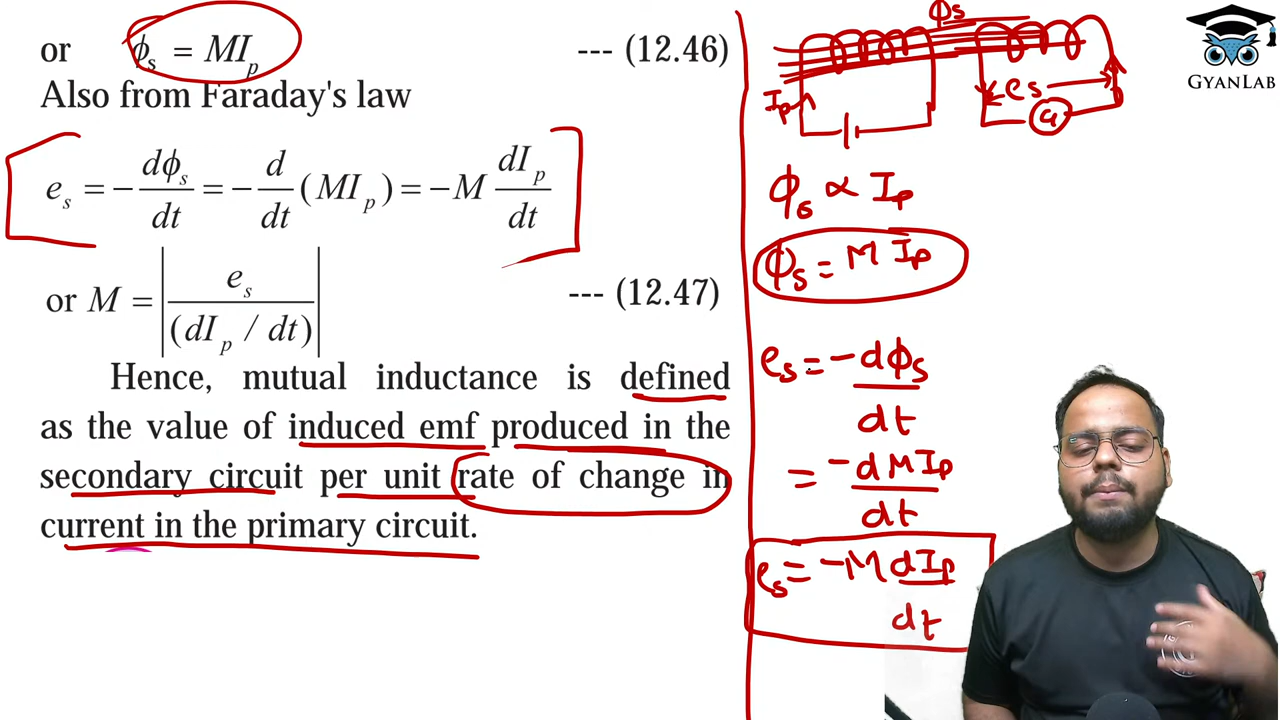 or ϕs = MIp --- (12.46)
Also from Faraday's law
es = − dϕs/dt = − d/dt (MIp) = −M dIp/dt
or M = | es / (dIp / dt) | --- (12.47)
Hence, mutual inductance is defined
as the value of induced emf produced in the
secondary circuit per unit rate of change in
current in the primary circuit.
ϕs
Ip
es
G
ϕs ∝ Ip
ϕs = M Ip
es = −dϕs/dt
= −dMIp/dt
es = −M dIp/dt
GYANLAB